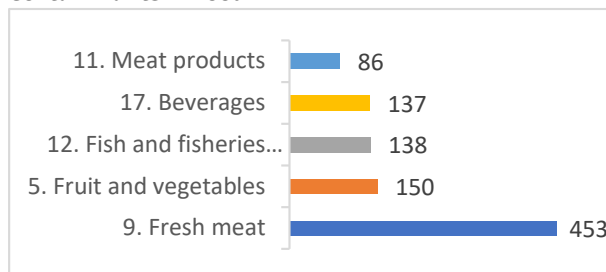 11. Meat products 86
17. Beverages 137
12. Fish and fisheries... 138
5. Fruit and vegetables 150
9. Fresh meat 453